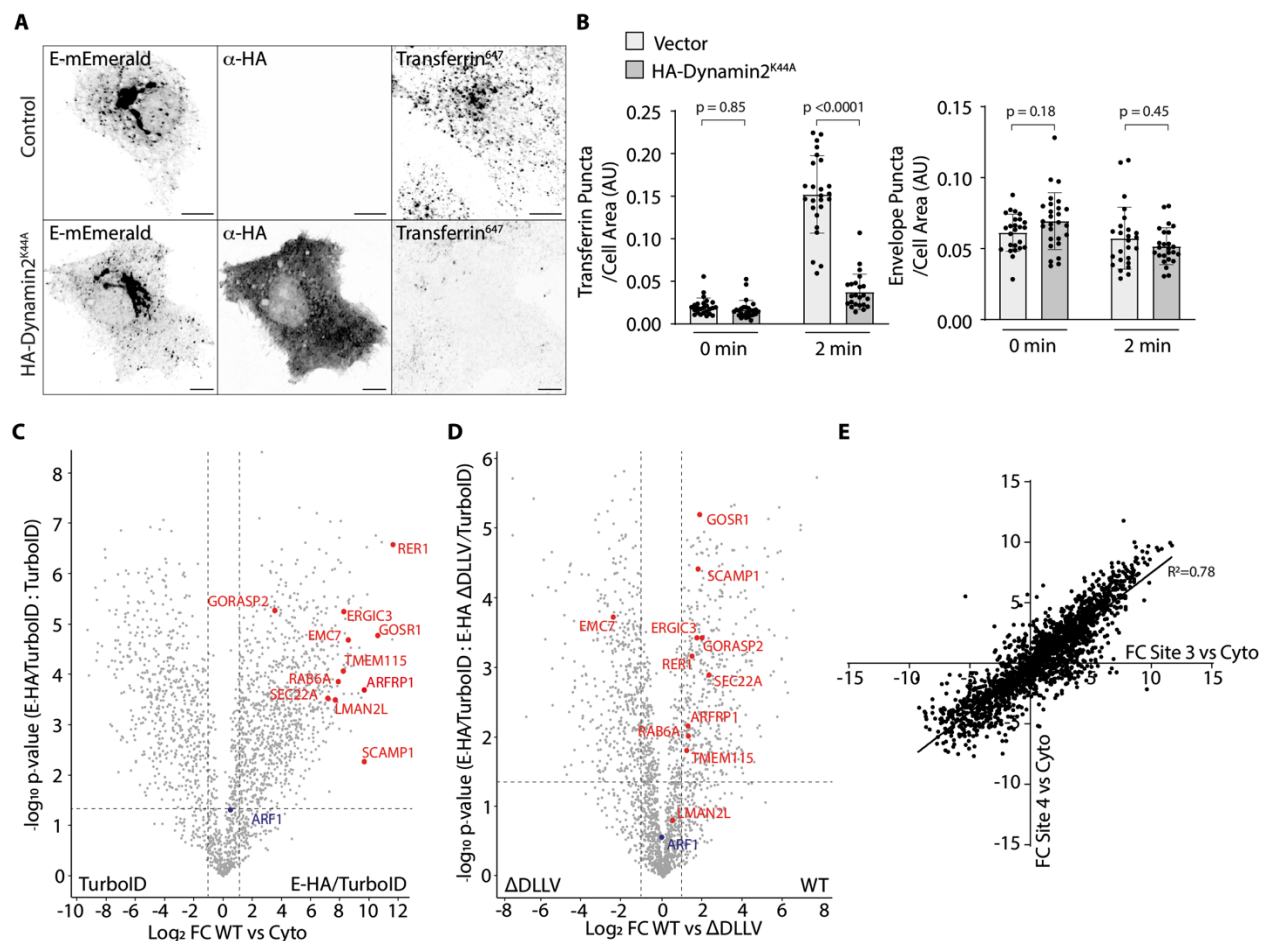 A
E-mEmerald
α-HA
Transferrin⁶⁴⁷
Control
E-mEmerald
α-HA
Transferrin⁶⁴⁷
HA-Dynamin2ᴷ⁴⁴ᴬ
B
Vector
HA-Dynamin2ᴷ⁴⁴ᴬ
p = 0.85
p <0.0001
Transferrin Puncta
/Cell Area (AU)
0.25
0.20
0.15
0.10
0.05
0.00
0 min
2 min
p = 0.18
p = 0.45
Envelope Puncta
/Cell Area (AU)
0.15
0.10
0.05
0.00
0 min
2 min
C
-log₁₀ p-value (E-HA/TurboID : TurboID)
8
7
6
5
4
3
2
1
0
RER1
GORASP2
ERGIC3
GOSR1
EMC7
TMEM115
RAB6A
ARFRP1
SEC22A
LMAN2L
SCAMP1
ARF1
TurboID
E-HA/TurboID
-10 -8 -6 -4 -2 0 2 4 6 8 10 12
Log₂ FC WT vs Cyto
D
-log₁₀ p-value (E-HA/TurboID : E-HA ΔDLLV/TurboID)
6
5
4
3
2
1
0
GOSR1
SCAMP1
EMC7
ERGIC3
GORASP2
RER1
SEC22A
ARFRP1
RAB6A
TMEM115
LMAN2L
ARF1
ΔDLLV
WT
-8 -6 -4 -2 0 2 4 6 8
Log₂ FC WT vs ΔDLLV
E
15
10
5
R²=0.78
FC Site 3 vs Cyto
-15 -10 -5 5 10 15
-5
-10
-15
FC Site 4 vs Cyto